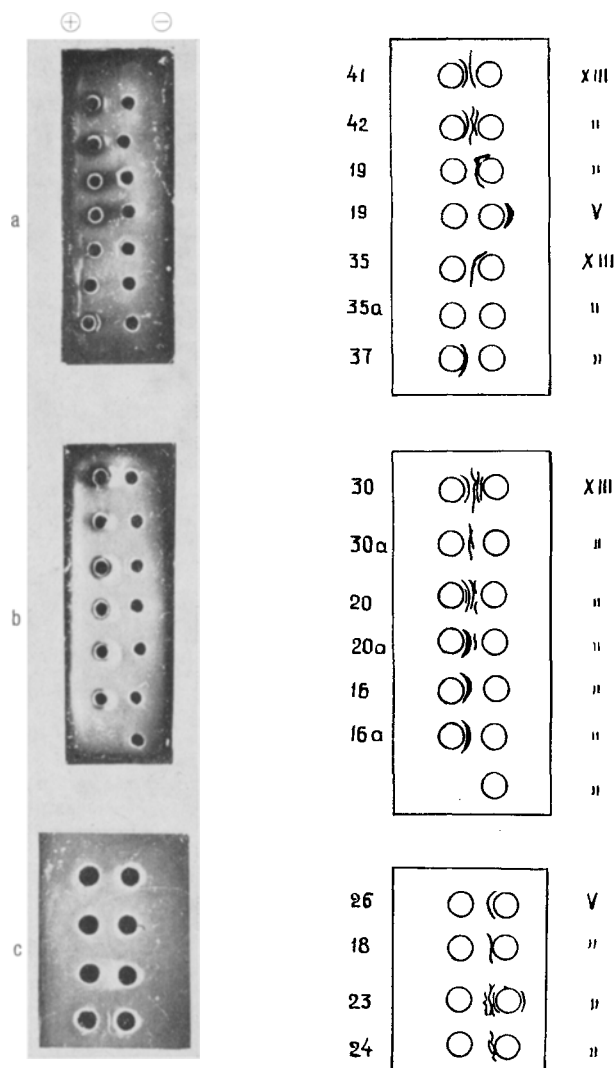 ⊕ ⊖
a
41 XIII
42 "
19 "
19 V
35 XIII
35a "
37 "
b
30 XIII
30a "
20 "
20a "
16 "
16a "
"
c
26 V
18 "
23 "
24 "